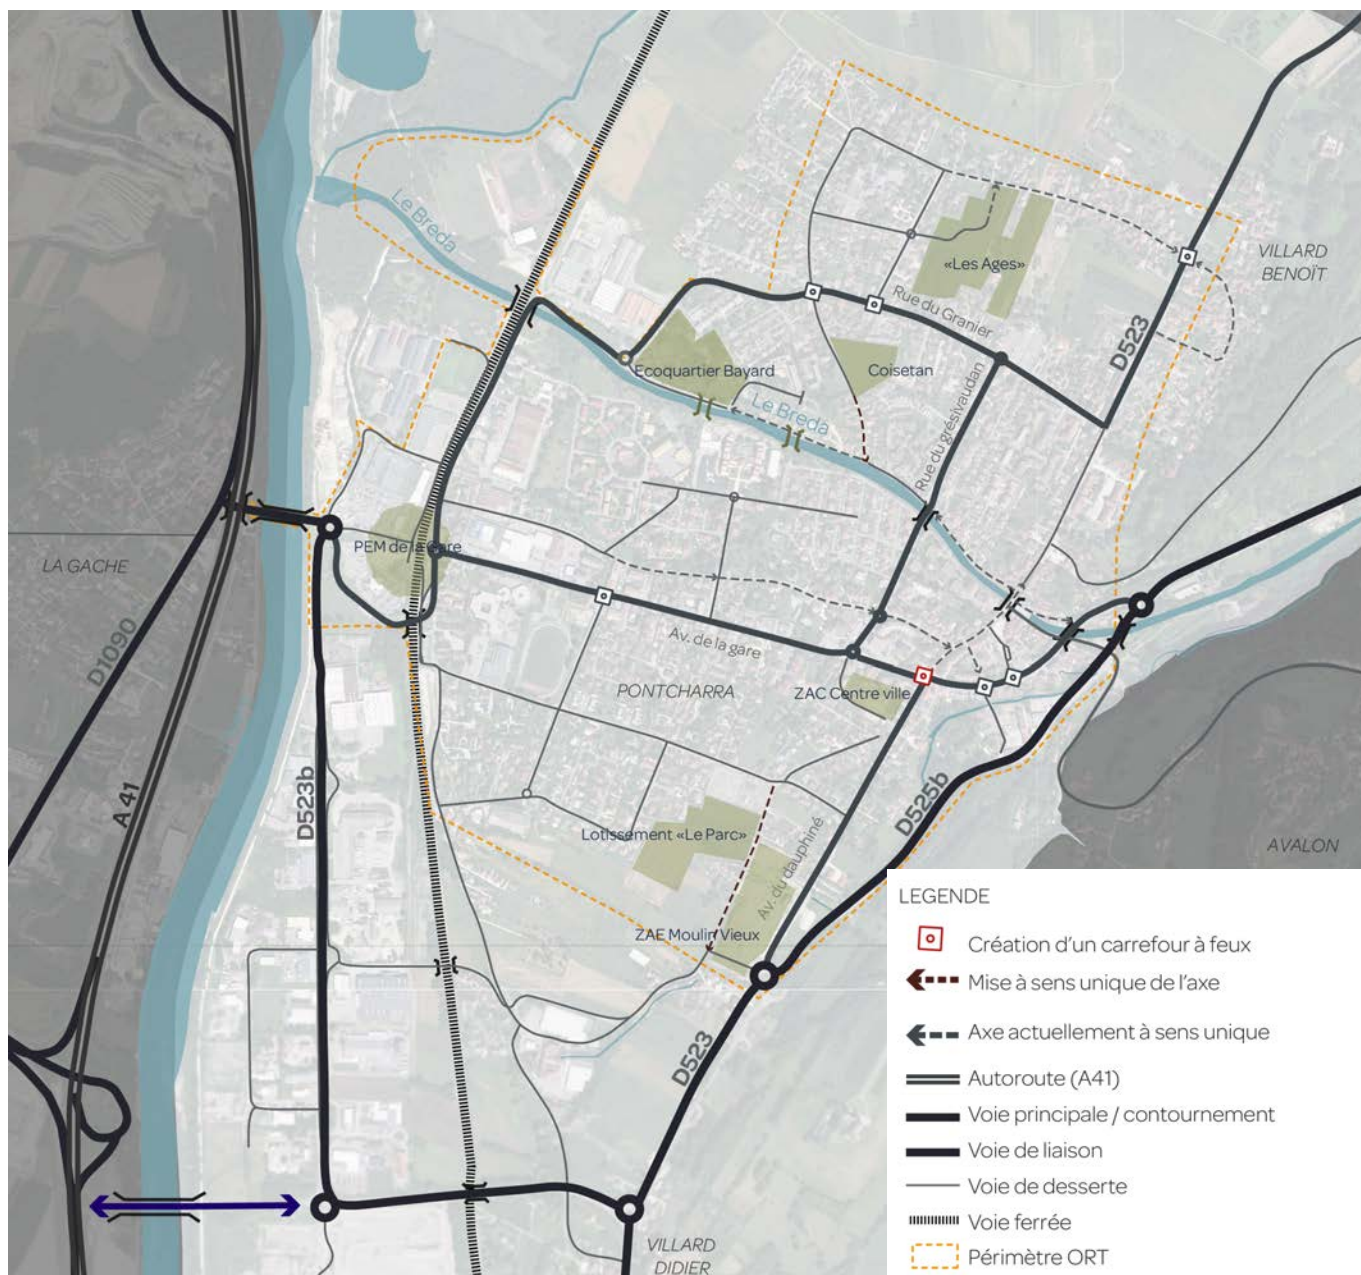 Le Breda
«Les Ages»
VILLARD
BENOÎT
Rue du Granier
D523
Ecoquartier Bayard
Coisetan
Le Breda
Rue du grésivaudan
PEM de la Gare
LA GACHE
D1090
Av. de la gare
PONTCHARRA
ZAC Centre ville
A 41
D523b
D525b
Lotissement «Le Parc»
Av. du dauphiné
AVALON
ZAE Moulin Vieux
D523
VILLARD
DIDIER
LEGENDE
Création d'un carrefour à feux
Mise à sens unique de l'axe
Axe actuellement à sens unique
Autoroute (A41)
Voie principale / contournement
Voie de liaison
Voie de desserte
Voie ferrée
Périmètre ORT